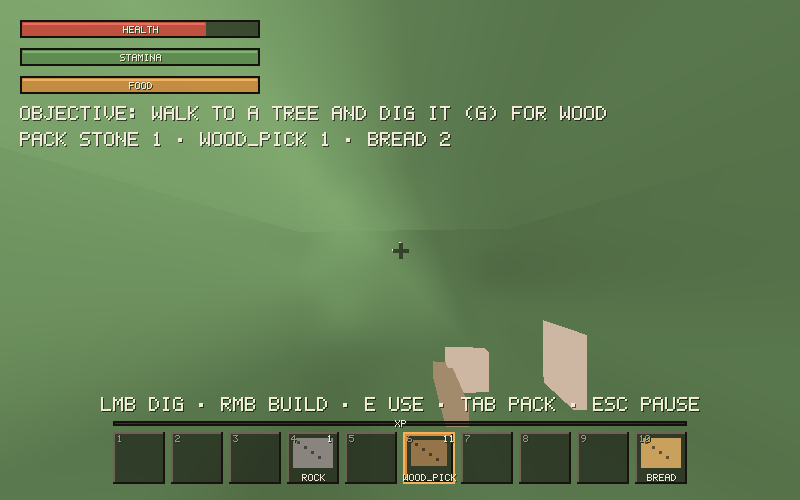 HEALTH
STAMINA
FOOD
OBJECTIVE: WALK TO A TREE AND DIG IT (G) FOR WOOD
PACK STONE 1 · WOOD_PICK 1 · BREAD 2
LMB DIG · RMB BUILD · E USE · TAB PACK · ESC PAUSE
XP
1 2 3 4 1 5 6 11 7 8 9 10
ROCK WOOD_PICK BREAD